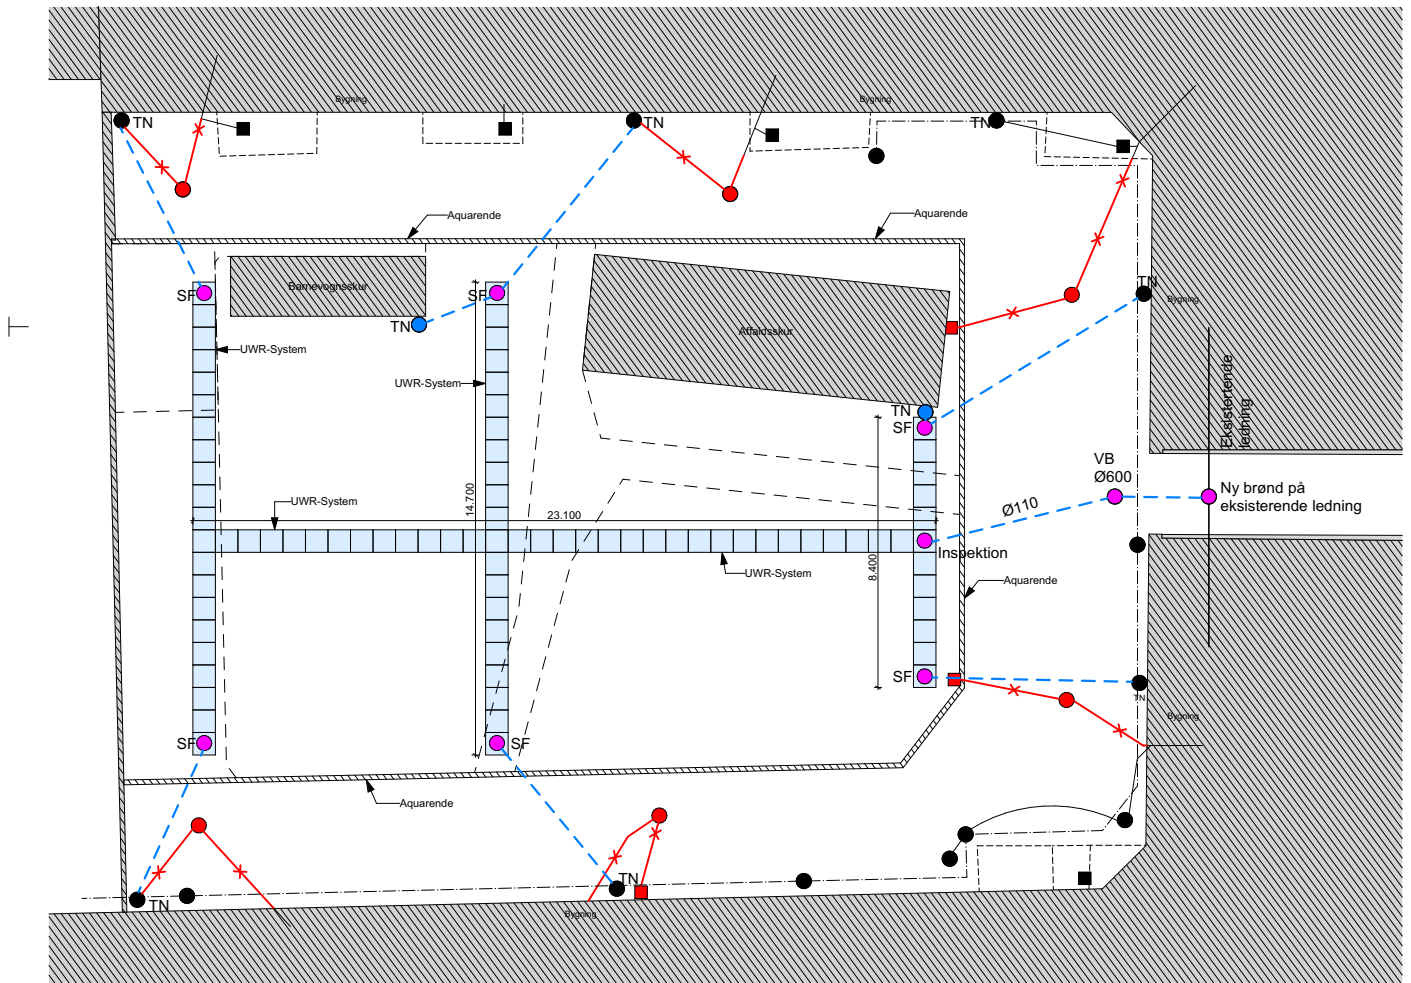 Bygning
Bygning
TN
TN
TN
Aquarende
Aquarende
TN
Bygning
SF
Barnevognsskur
SF
TN
Affaldsskur
UWR-System
UWR-System
TN
SF
Eksisterende
ledning
VB
Ø600
Ny brønd på
eksisterende ledning
UWR-System
14.700
23.100
Ø110
Inspektion
8.400
UWR-System
Aquarende
SF
TN
Bygning
SF
SF
Aquarende
TN
TN
Bygning